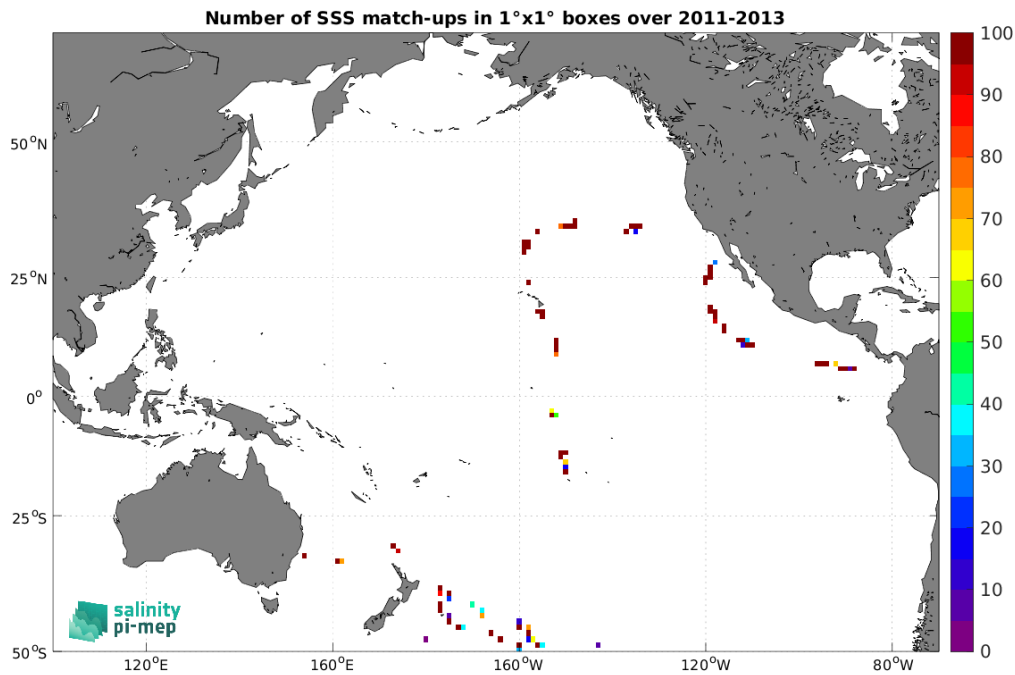 Number of SSS match-ups in 1°x1° boxes over 2011-2013
100
90
80
70
60
50
40
30
20
10
0
50°N
25°N
0°
25°S
50°S
120°E
160°E
160°W
120°W
80°W
salinity
pi-mep